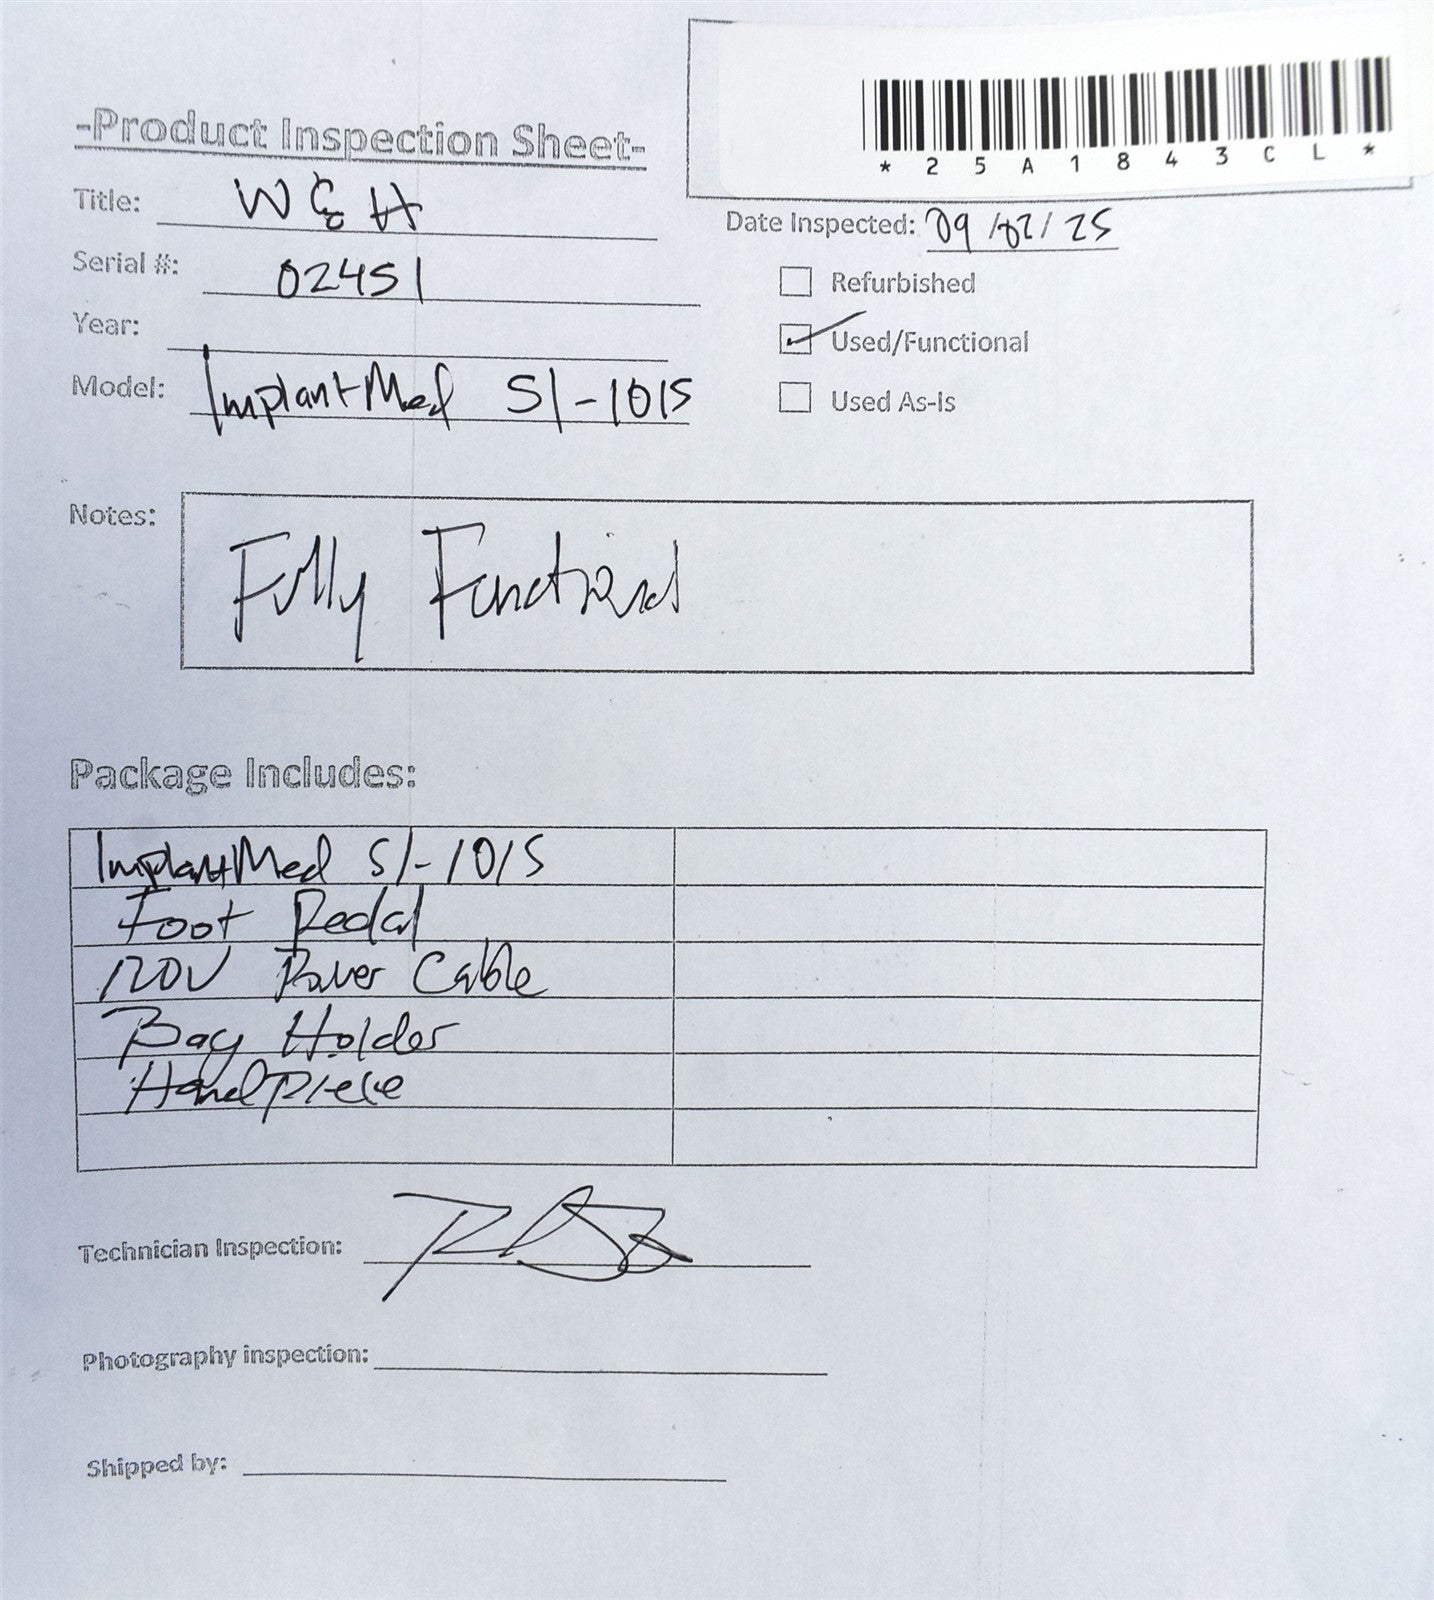 *25A1843CL*
-Product Inspection Sheet-
Title: W & H
Date Inspected: 09/02/25
Serial #: 02451
Refurbished
Year:
Used/Functional
Model: ImplantMed SI-1015
Used As-Is
Notes: Fully Functional
Package Includes:
ImplantMed SI-1015
Foot Pedal
120V Power Cable
Bag Holder
Handpiece
Technician Inspection:
Photography inspection:
Shipped by: